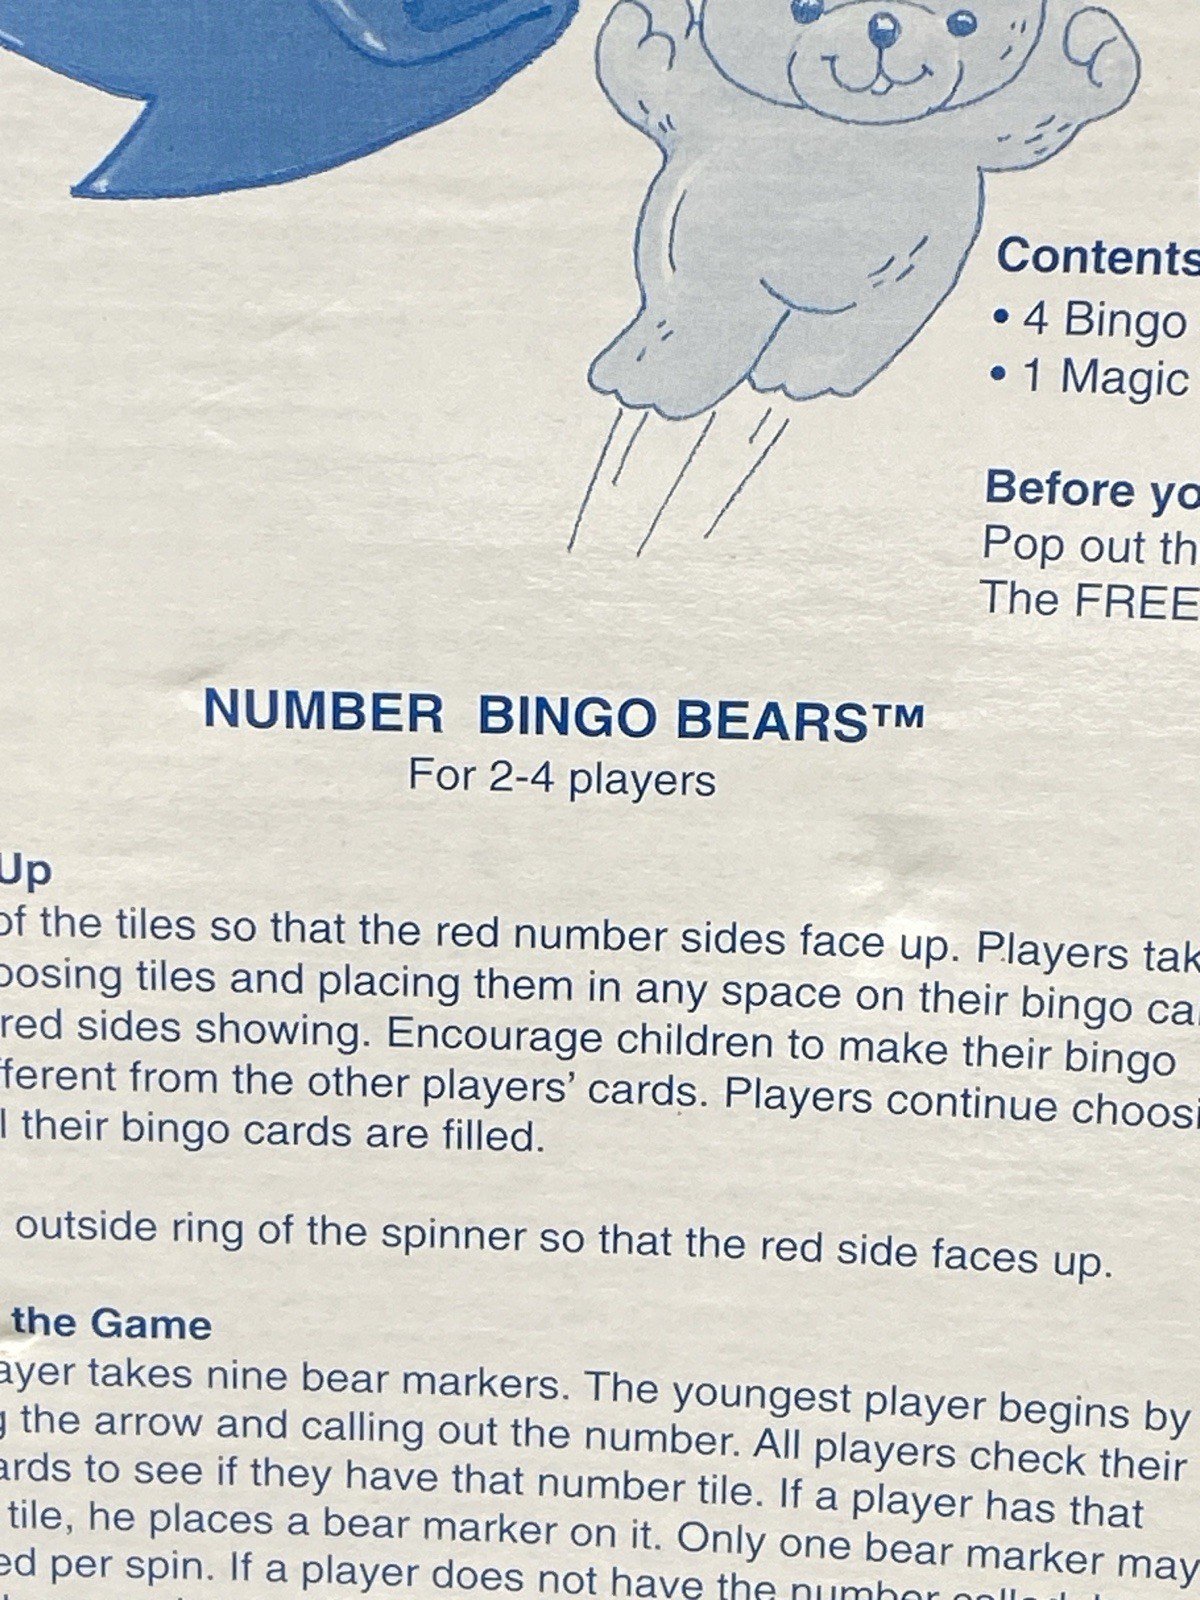 Contents
• 4 Bingo
• 1 Magic
Before yo
Pop out th
The FREE
NUMBER BINGO BEARS™
For 2-4 players
Up
of the tiles so that the red number sides face up. Players tak
oosing tiles and placing them in any space on their bingo ca
red sides showing. Encourage children to make their bingo
fferent from the other players' cards. Players continue choosi
l their bingo cards are filled.
outside ring of the spinner so that the red side faces up.
the Game
ayer takes nine bear markers. The youngest player begins by
g the arrow and calling out the number. All players check their
ards to see if they have that number tile. If a player has that
tile, he places a bear marker on it. Only one bear marker may
ed per spin. If a player does not have the number